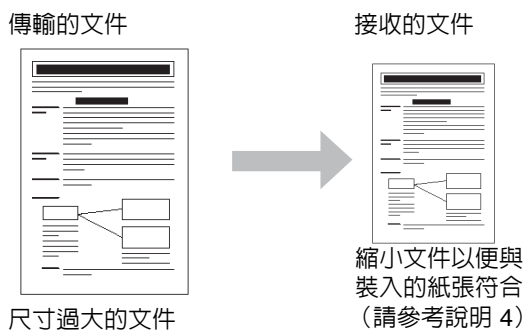 傳輸的文件
接收的文件
縮小文件以便與
裝入的紙張符合
（請參考說明 4）
尺寸過大的文件